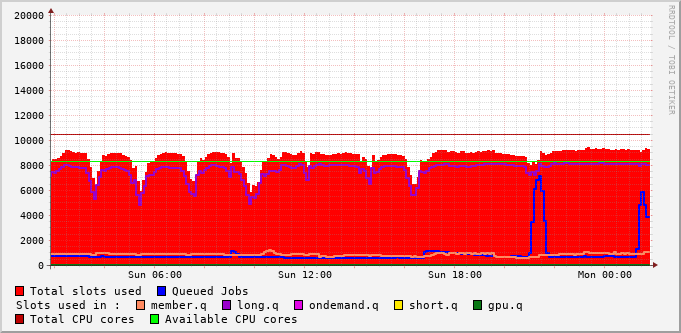 20000
18000
16000
14000
12000
10000
8000
6000
4000
2000
0
Sun 06:00 Sun 12:00 Sun 18:00 Mon 00:00
RRDTOOL / TOBI OETIKER
Total slots used Queued Jobs
Slots used in : member.q long.q ondemand.q short.q gpu.q
Total CPU cores Available CPU cores